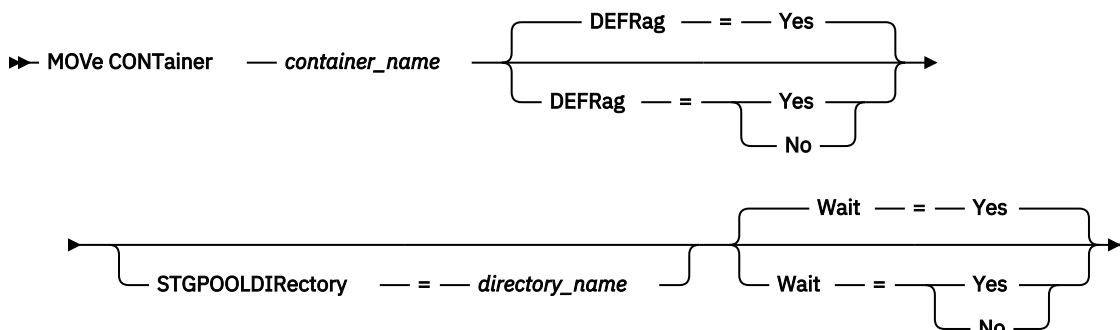 DEFRag = Yes
MOVe CONTainer container_name
DEFRag = Yes
No
Wait = Yes
STGPOOLDIRectory = directory_name
Wait = Yes
No